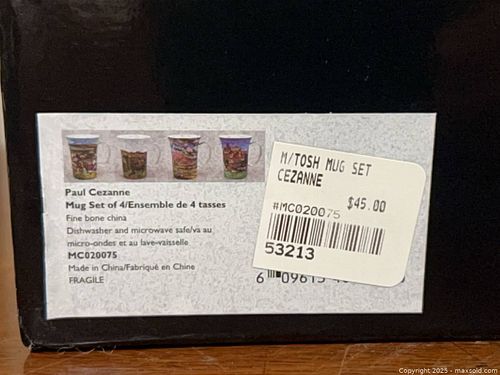 Paul Cezanne
Mug Set of 4/Ensemble de 4 tasses
Fine bone china
Dishwasher and microwave safe/va au
micro-ondes et au lave-vaisselle
MC020075
Made in China/Fabriqué en Chine
FRAGILE
M/TOSH MUG SET
CEZANNE
$45.00
#MC020075
53213
6 09613
Copyright 2025 - maxsold.com